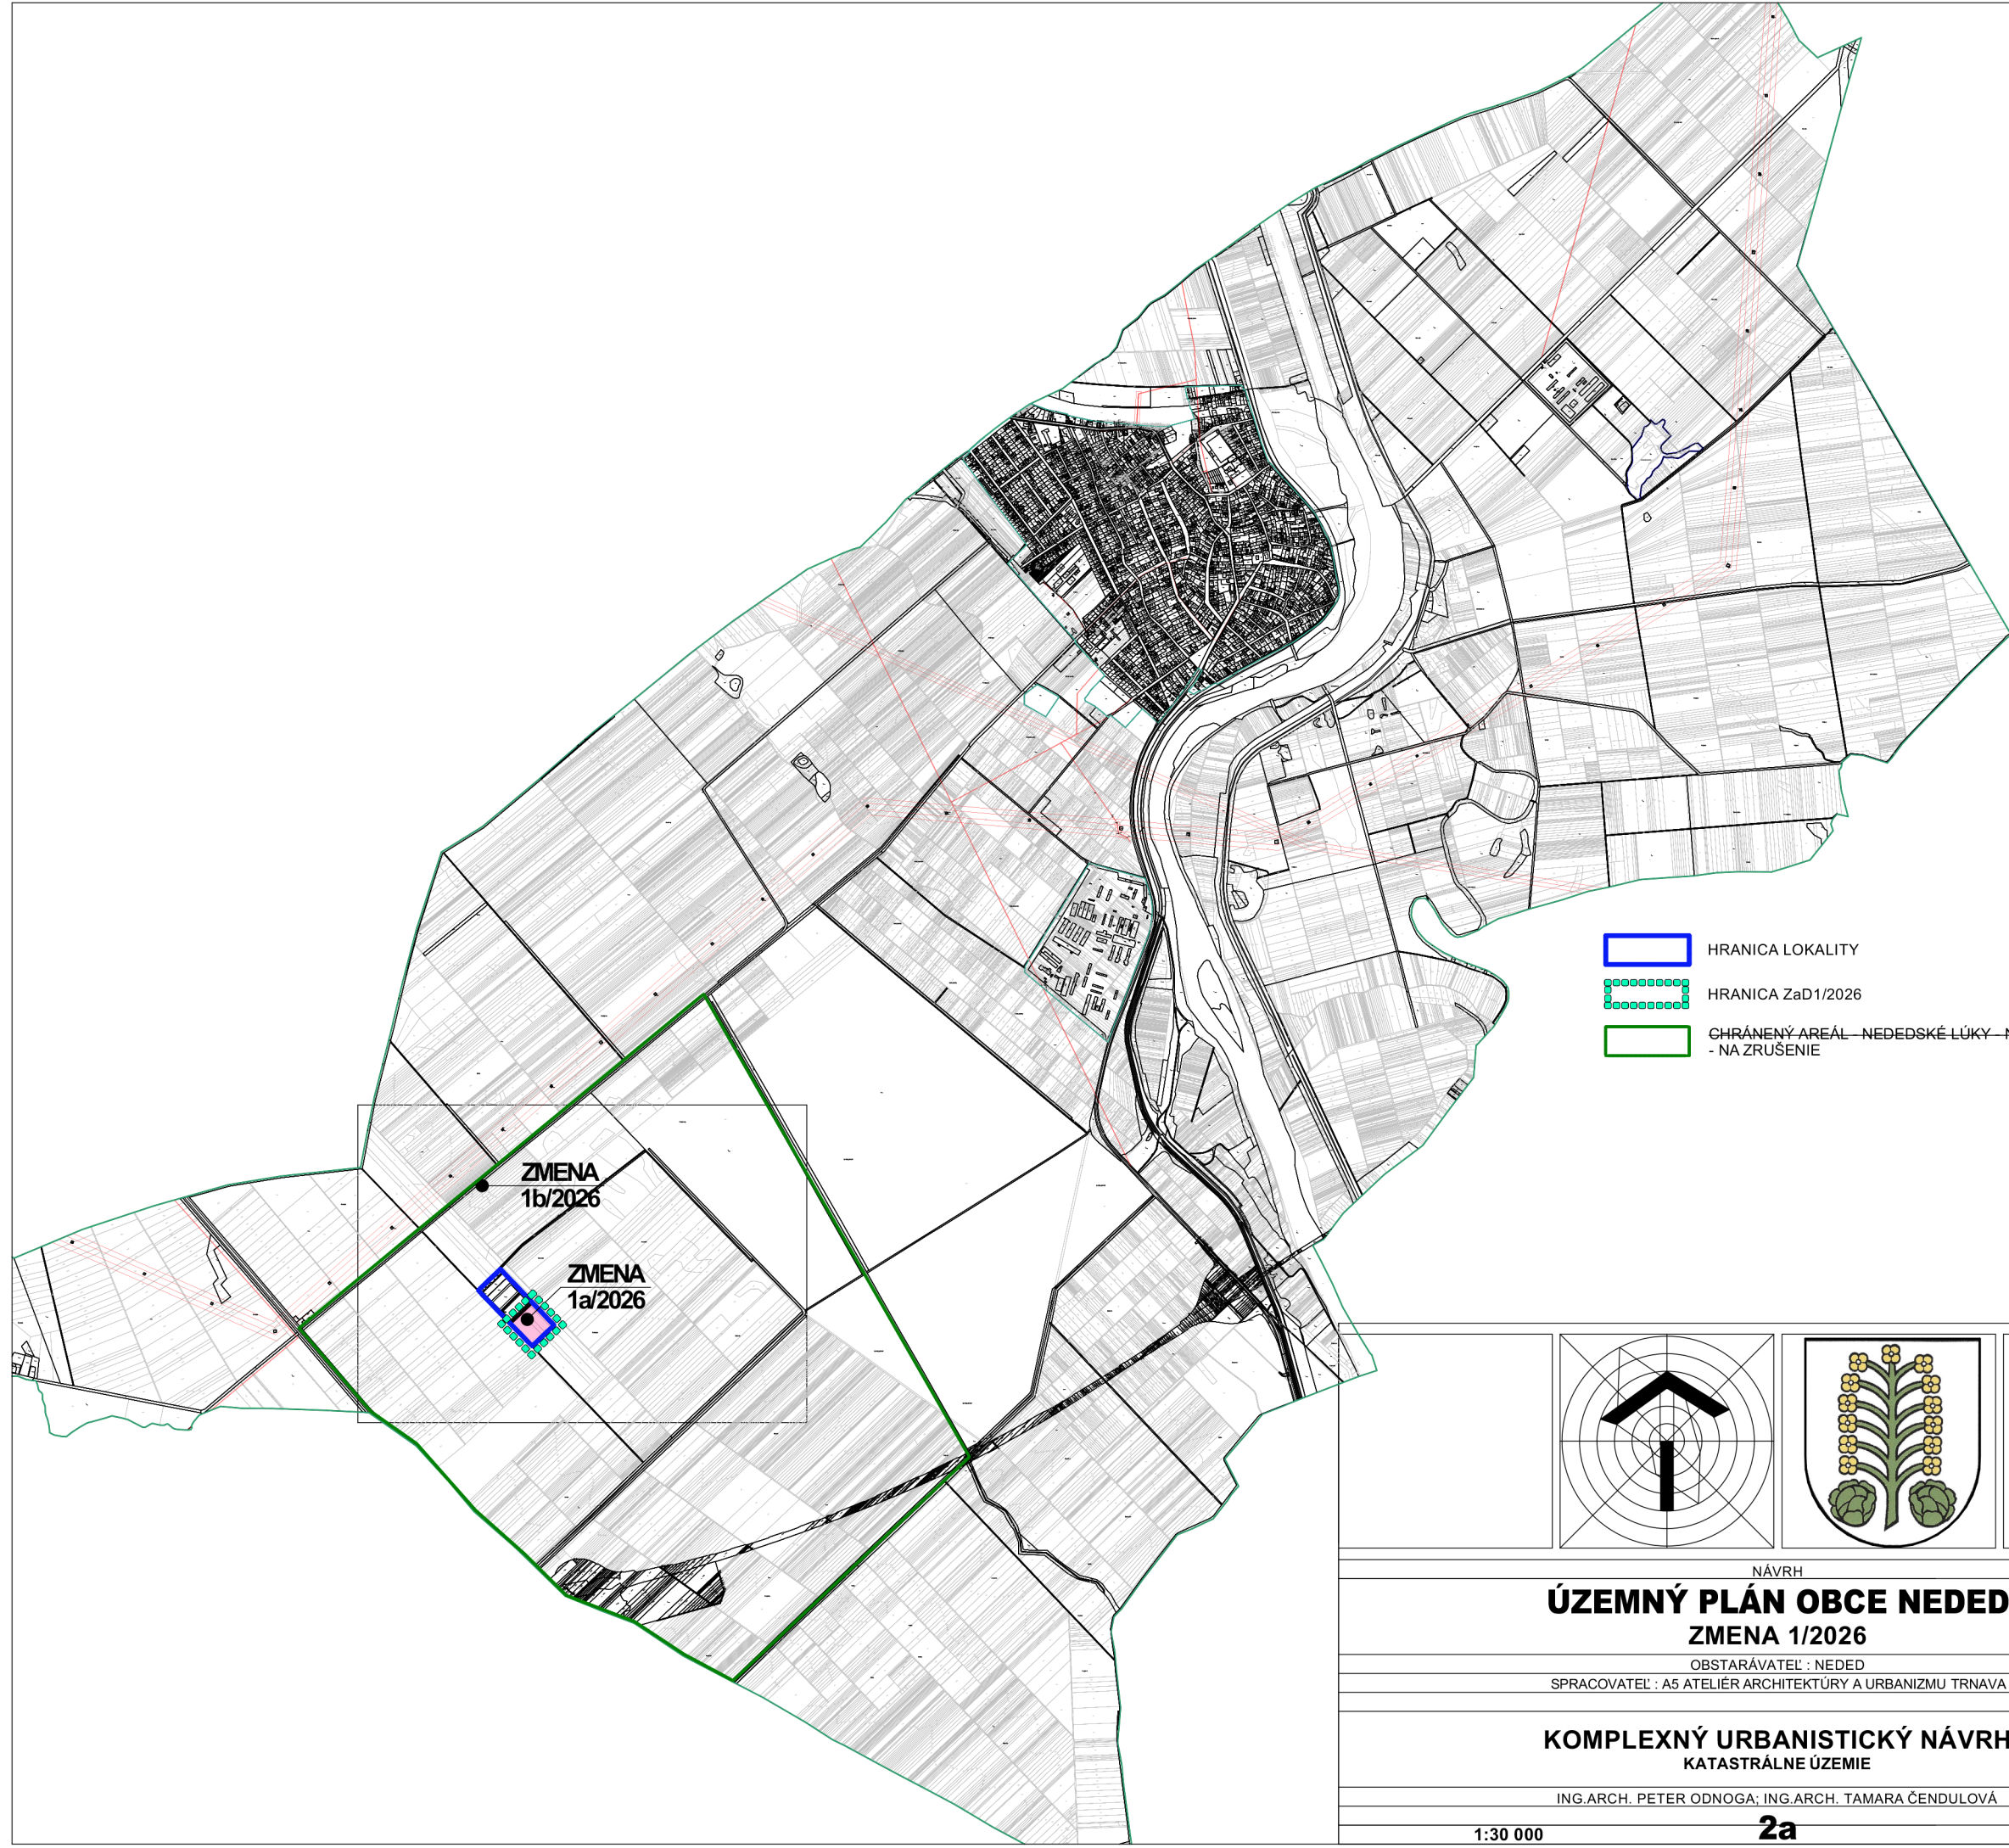 ZMENA
1b/2026
ZMENA
1a/2026
HRANICA LOKALITY
HRANICA ZaD1/2026
CHRÁNENÝ AREÁL - NEDEDSKÉ LÚKY -
- NA ZRUŠENIE
NÁVRH
ÚZEMNÝ PLÁN OBCE NEDED
ZMENA 1/2026
OBSTARÁVATEĽ : NEDED
SPRACOVATEĽ : A5 ATELIÉR ARCHITEKTÚRY A URBANIZMU TRNAVA
KOMPLEXNÝ URBANISTICKÝ NÁVRH
KATASTRÁLNE ÚZEMIE
ING.ARCH. PETER ODNOGA; ING.ARCH. TAMARA ČENDULOVÁ
1:30 000
2a